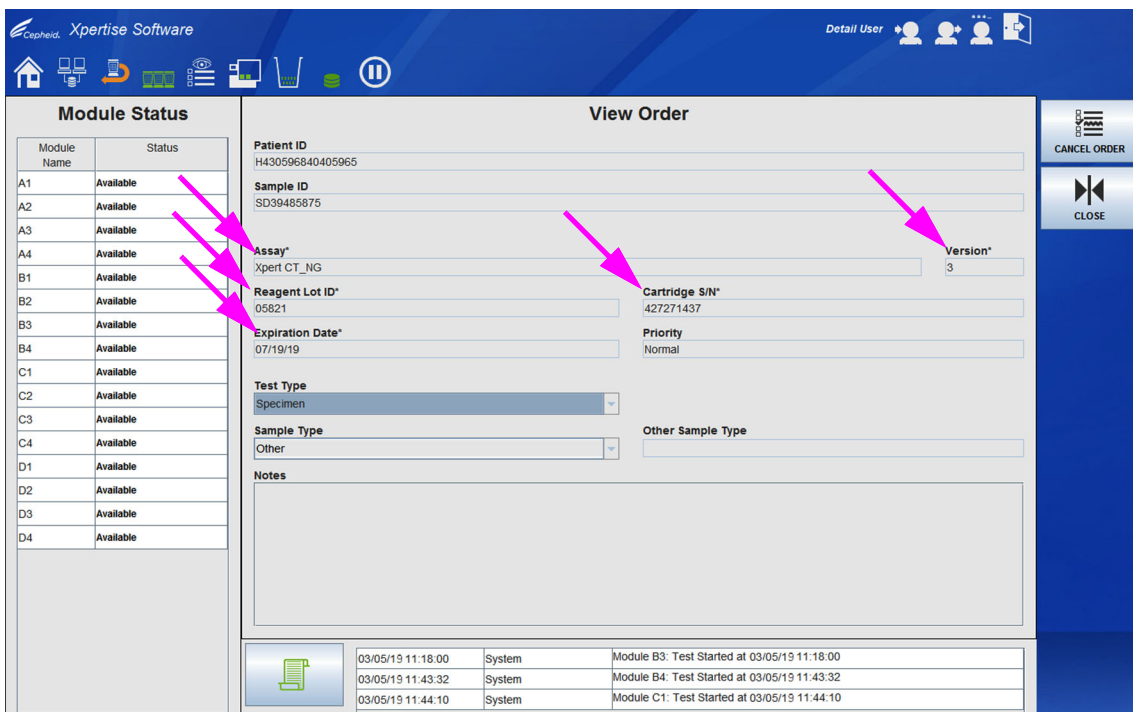 Cepheid. Xpertise Software
Detail User
Module Status
Module Name Status
A1 Available
A2 Available
A3 Available
A4 Available
B1 Available
B2 Available
B3 Available
B4 Available
C1 Available
C2 Available
C3 Available
C4 Available
D1 Available
D2 Available
D3 Available
D4 Available
View Order
Patient ID
H430596840405965
Sample ID
SD39485875
Assay* Version*
Xpert CT_NG 3
Reagent Lot ID* Cartridge S/N*
05821 427271437
Expiration Date* Priority
07/19/19 Normal
Test Type
Specimen
Sample Type Other Sample Type
Other
Notes
03/05/19 11:18:00 System Module B3: Test Started at 03/05/19 11:18:00
03/05/19 11:43:32 System Module B4: Test Started at 03/05/19 11:43:32
03/05/19 11:44:10 System Module C1: Test Started at 03/05/19 11:44:10
CANCEL ORDER
CLOSE